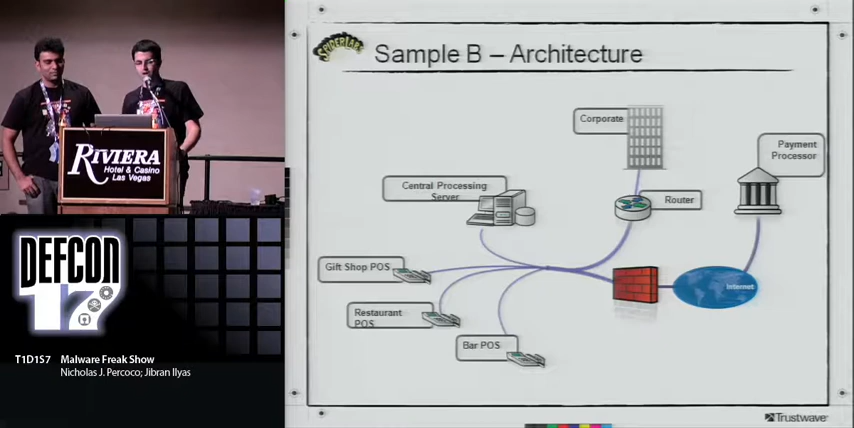 SPIDERLABS
Sample B – Architecture
Corporate
Payment
Processor
Central Processing
Server
Router
Gift Shop POS
Internet
Restaurant
POS
Bar POS
Trustwave
RIVIERA
Hotel & Casino
Las Vegas
DEFCON
17
T1D1S7 Malware Freak Show
Nicholas J. Percoco; Jibran Ilyas